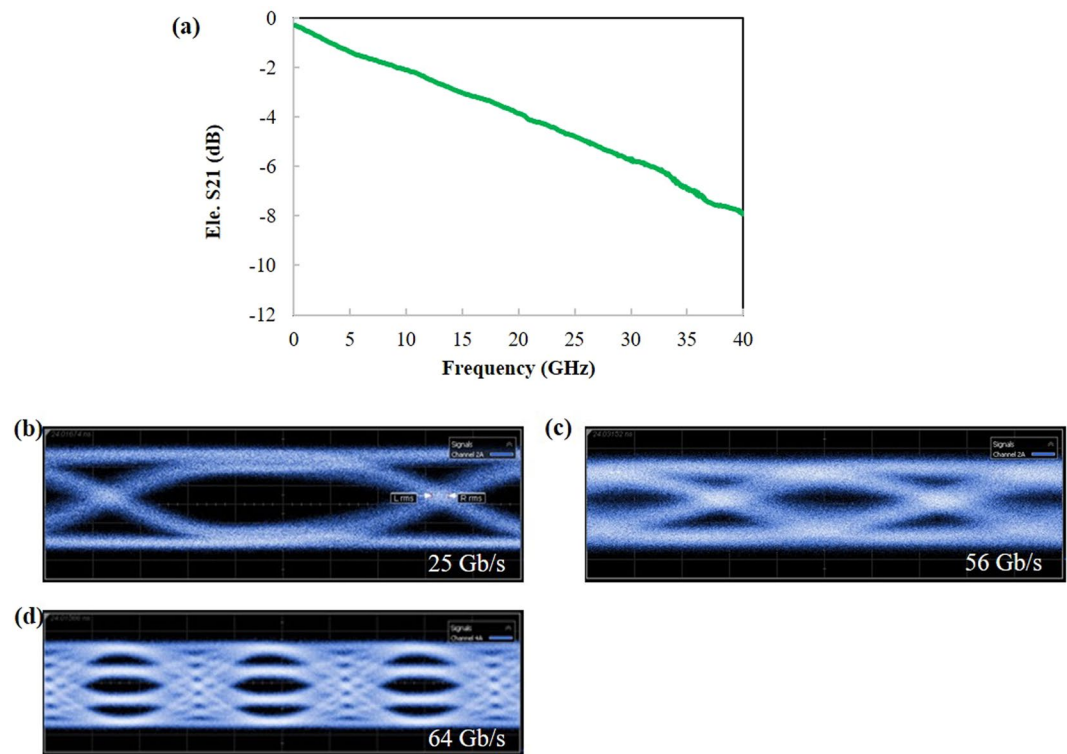 (a)
0
-2
-4
-6
-8
-10
-12
Ele. S21 (dB)
0 5 10 15 20 25 30 35 40
Frequency (GHz)
(b)
Signals
Channel 2A
L rms
R rms
25 Gb/s
(c)
Signals
Channel 2A
56 Gb/s
(d)
Signals
Channel 4A
64 Gb/s